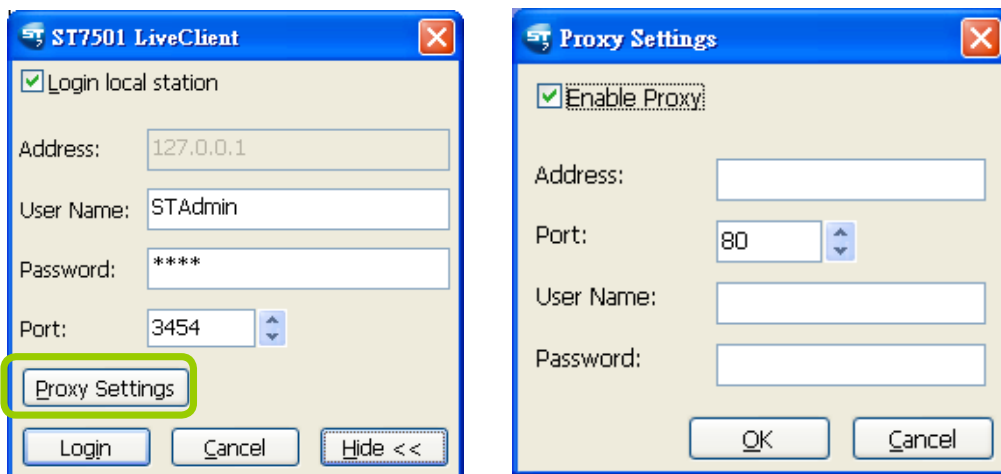 ST7501 LiveClient
Login local station
Address: 127.0.0.1
User Name: STAdmin
Password: ****
Port: 3454
Proxy Settings
Login Cancel Hide <<
Proxy Settings
Enable Proxy
Address:
Port: 80
User Name:
Password:
OK Cancel